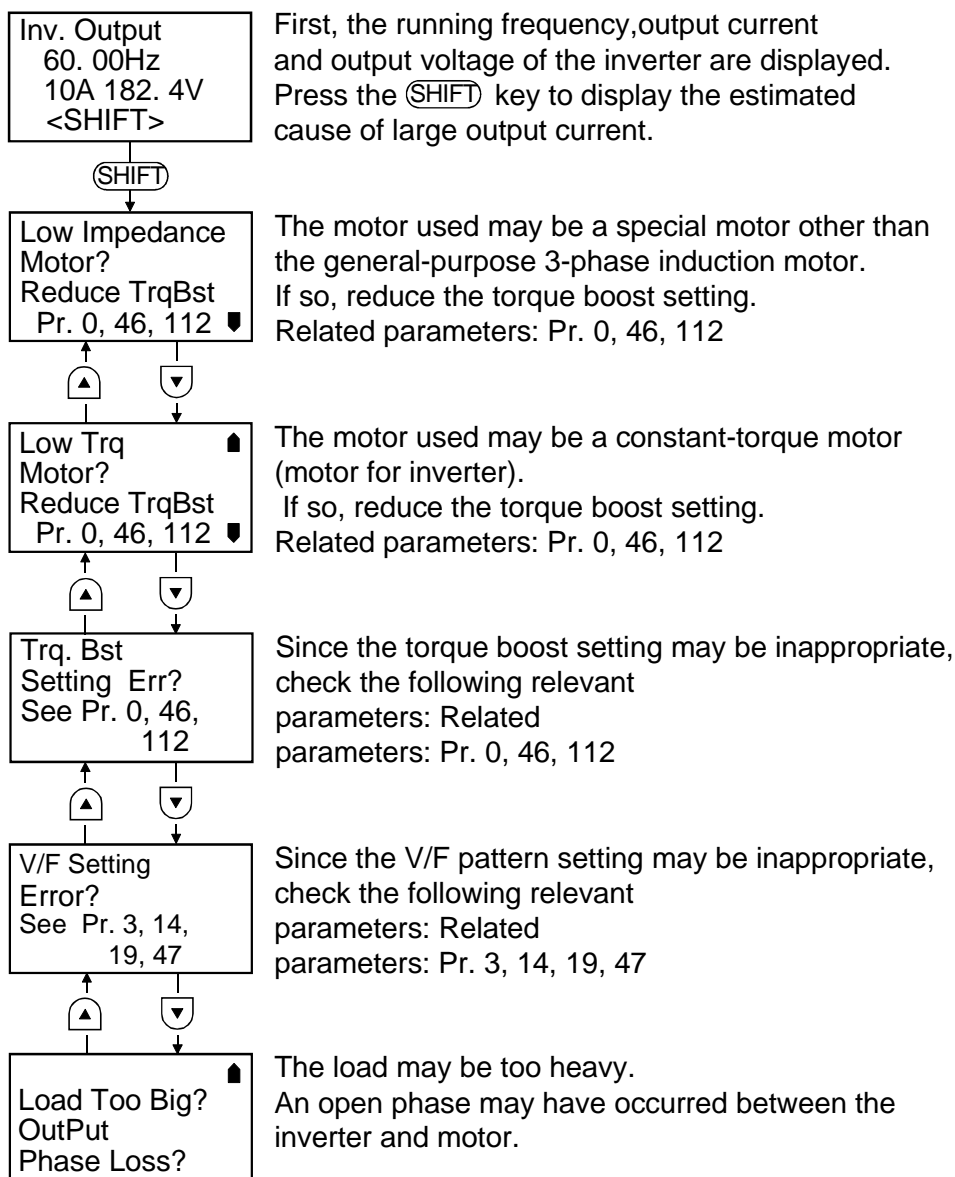 Inv. Output
60. 00Hz
10A 182. 4V
<SHIFT>
First, the running frequency,output current
and output voltage of the inverter are displayed.
Press the SHIFT key to display the estimated
cause of large output current.
SHIFT
Low Impedance
Motor?
Reduce TrqBst
Pr. 0, 46, 112
The motor used may be a special motor other than
the general-purpose 3-phase induction motor.
If so, reduce the torque boost setting.
Related parameters: Pr. 0, 46, 112
Low Trq
Motor?
Reduce TrqBst
Pr. 0, 46, 112
The motor used may be a constant-torque motor
(motor for inverter).
If so, reduce the torque boost setting.
Related parameters: Pr. 0, 46, 112
Trq. Bst
Setting Err?
See Pr. 0, 46,
112
Since the torque boost setting may be inappropriate,
check the following relevant
parameters: Related
parameters: Pr. 0, 46, 112
V/F Setting
Error?
See Pr. 3, 14,
19, 47
Since the V/F pattern setting may be inappropriate,
check the following relevant
parameters: Related
parameters: Pr. 3, 14, 19, 47
Load Too Big?
OutPut
Phase Loss?
The load may be too heavy.
An open phase may have occurred between the
inverter and motor.